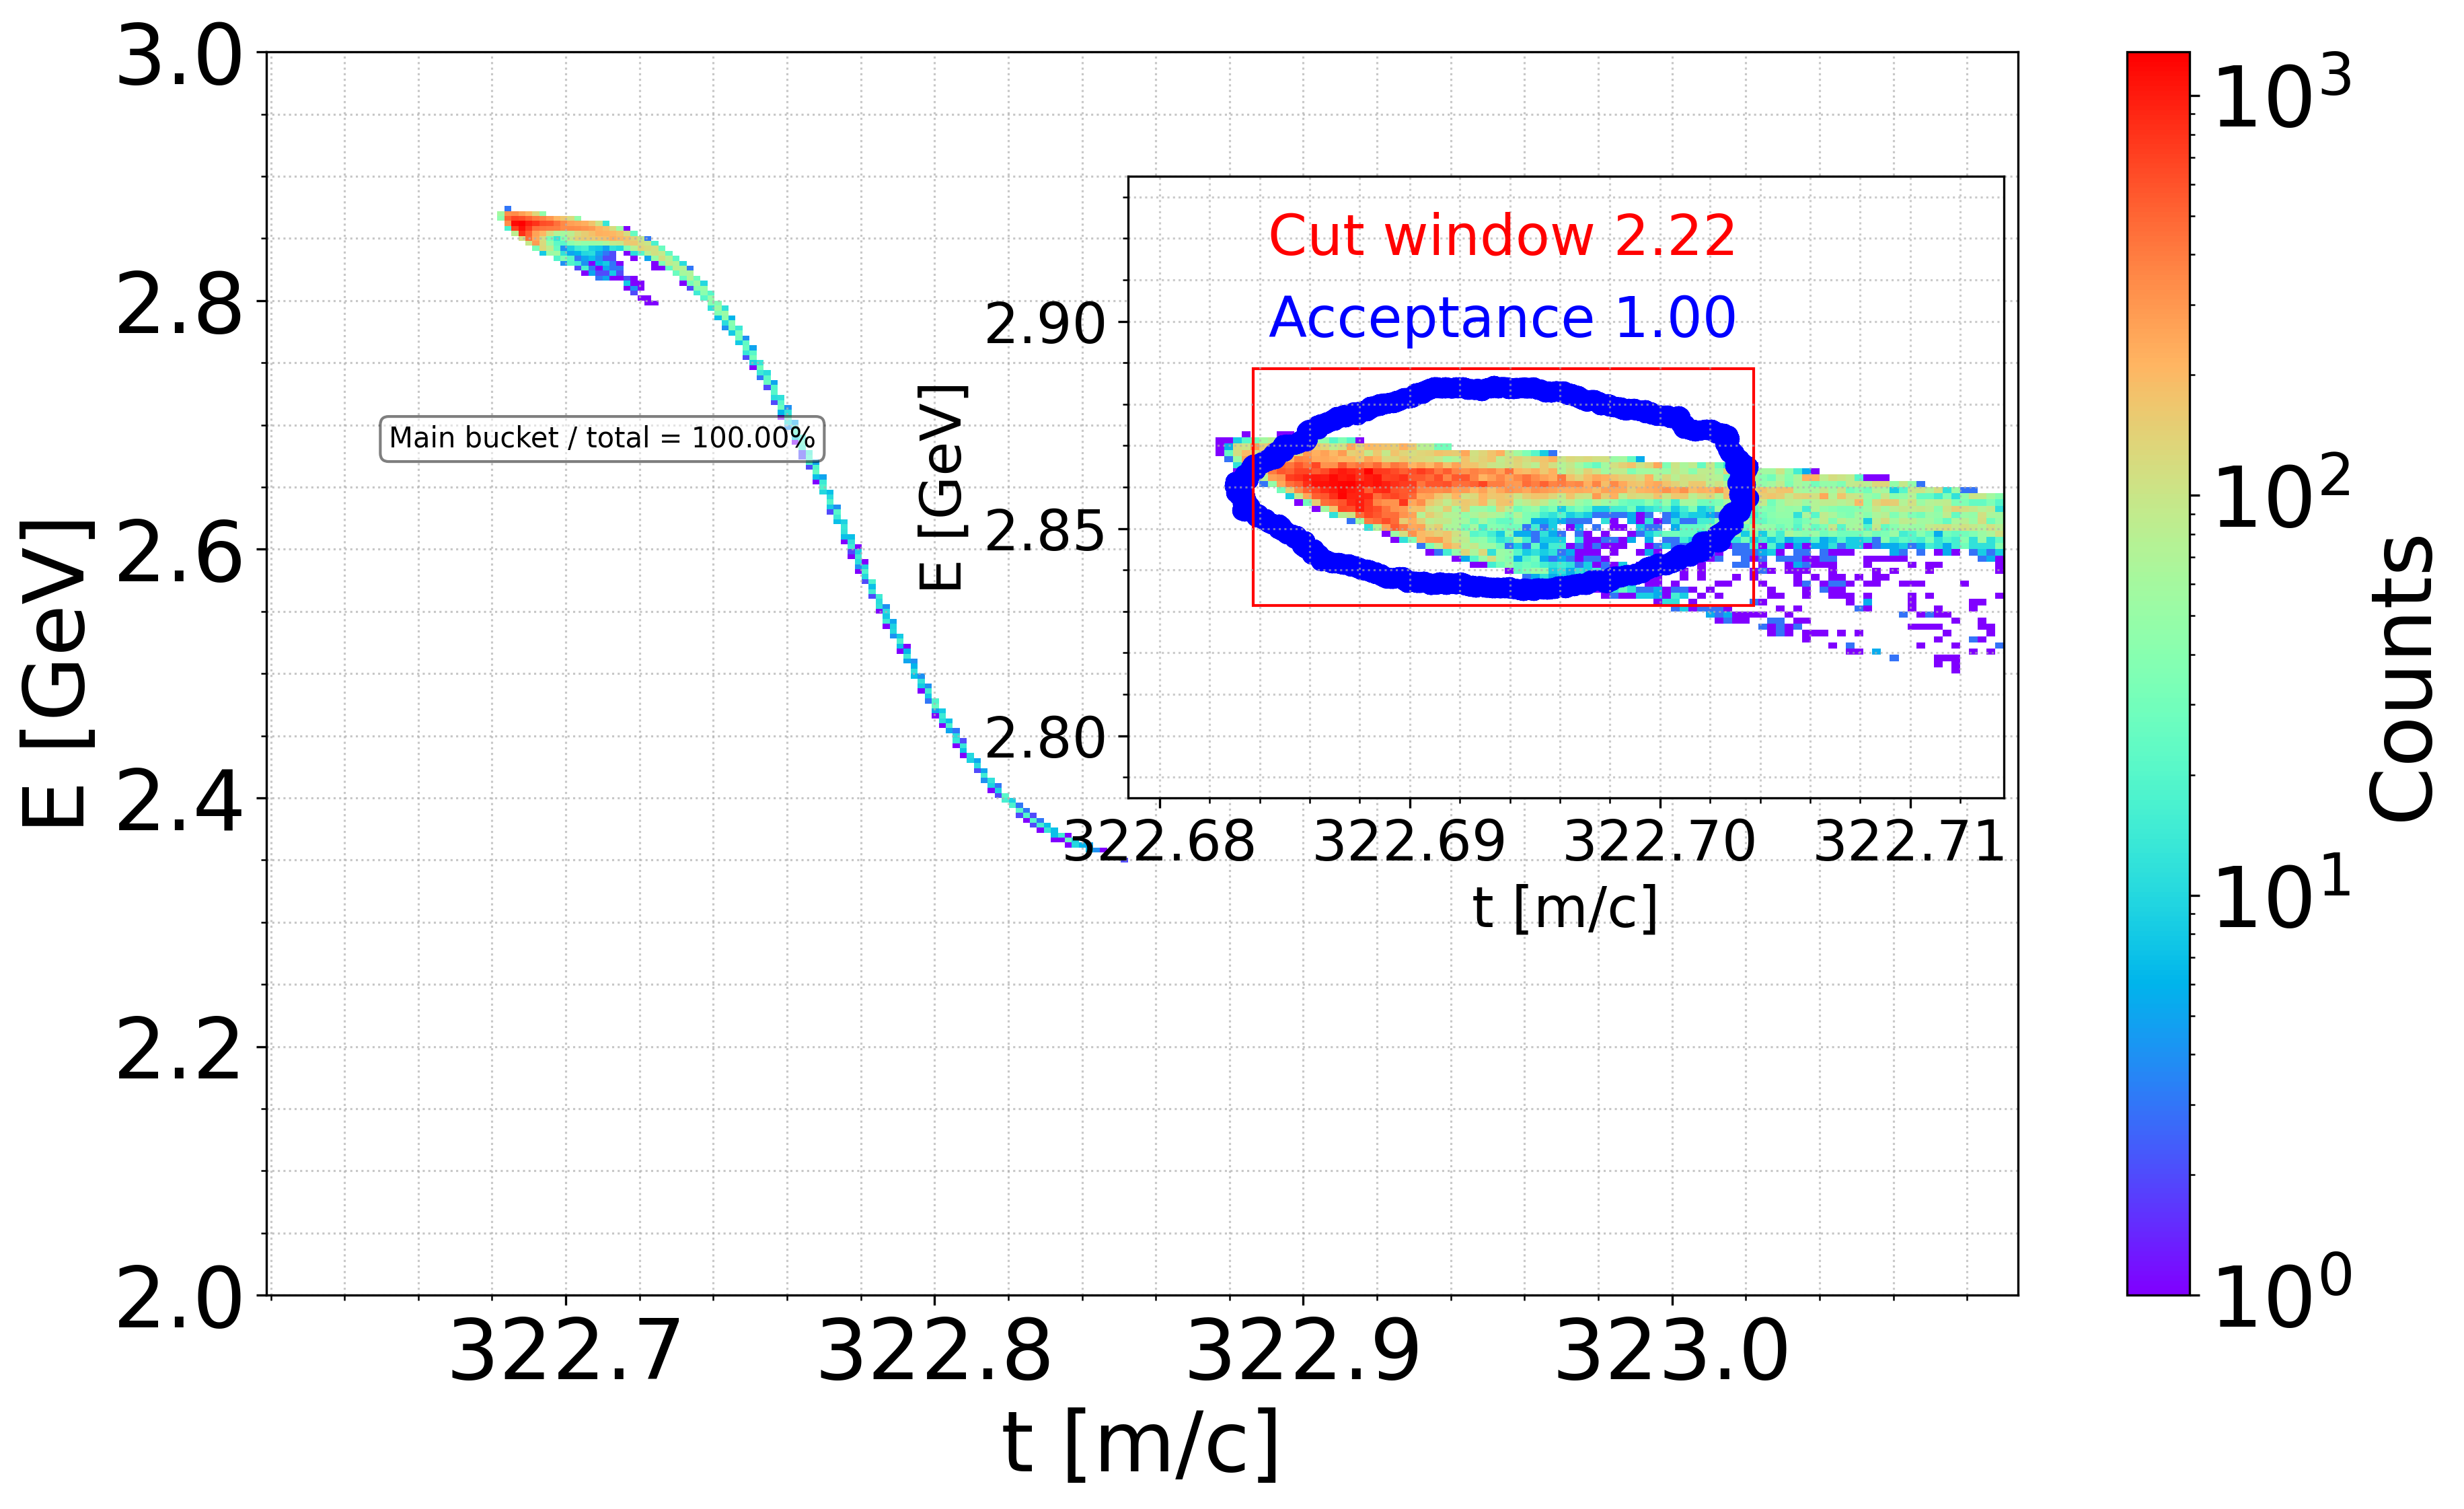 3.0
2.8
2.6
2.4
2.2
2.0
E [GeV]
322.7 322.8 322.9 323.0
t [m/c]
Main bucket / total = 100.00%
Cut window 2.22
Acceptance 1.00
2.90
2.85
2.80
E [GeV]
322.68 322.69 322.70 322.71
t [m/c]
10³
10²
10¹
10⁰
Counts